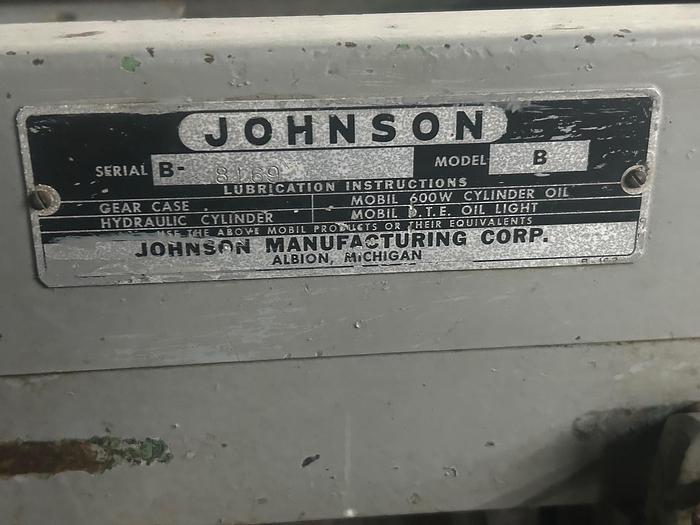 JOHNSON
SERIAL B- 8169 MODEL B
LUBRICATION INSTRUCTIONS
GEAR CASE MOBIL 600W CYLINDER OIL
HYDRAULIC CYLINDER MOBIL D.T.E. OIL LIGHT
USE THE ABOVE MOBIL PRODUCTS OR THEIR EQUIVALENTS
JOHNSON MANUFACTURING CORP.
ALBION, MICHIGAN